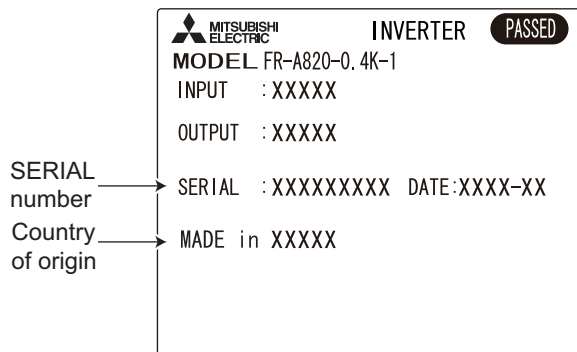 MITSUBISHI
ELECTRIC
INVERTER
PASSED
MODEL FR-A820-0.4K-1
INPUT :XXXXX
OUTPUT :XXXXX
SERIAL number
SERIAL :XXXXXXXXX DATE:XXXX-XX
Country of origin
MADE in XXXXX